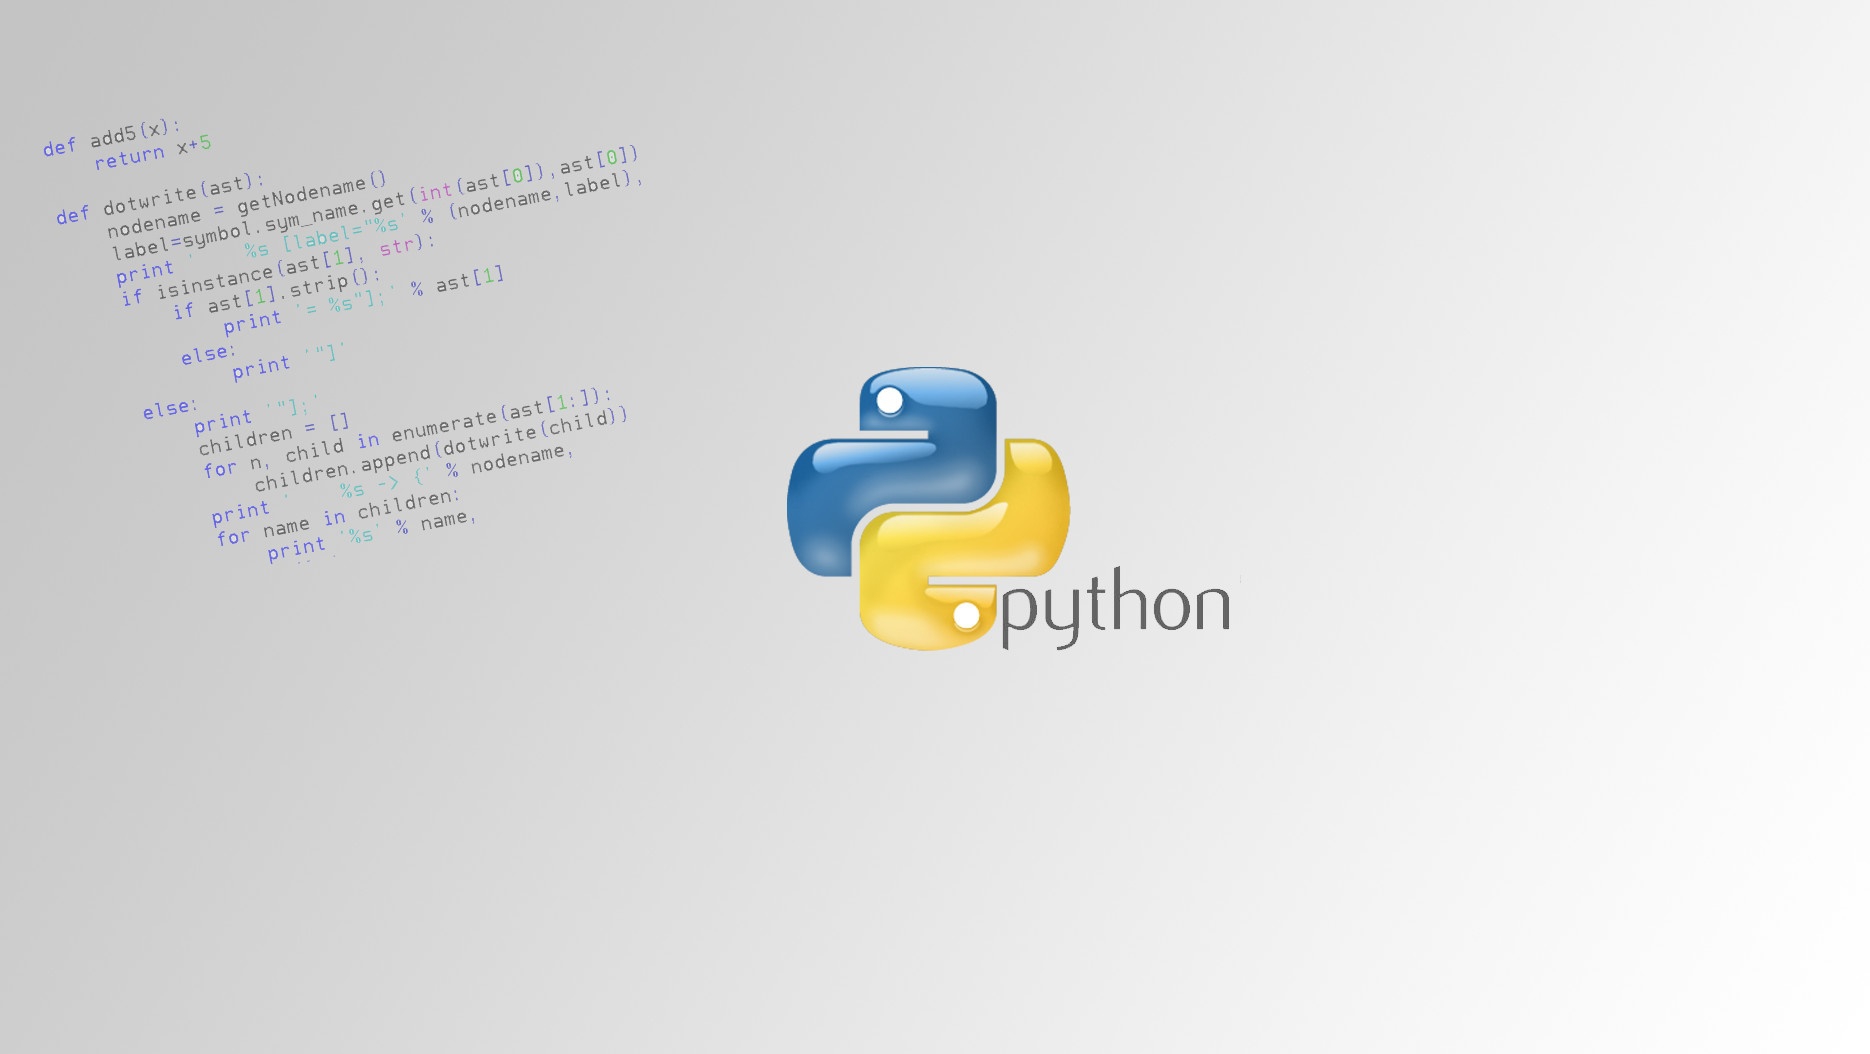 def add5(x):
    return x+5
def dotwrite(ast):
    nodename = getNodename()
    label=symbol.sym_name.get(int(ast[0]),ast[0])
    print '    %s [label="%s' % (nodename,label),
    if isinstance(ast[1], str):
        if ast[1].strip():
            print '= %s"];' % ast[1]
        else:
            print '"]'
    else:
        print '"];'
        children = []
        for n, child in enumerate(ast[1:]):
            children.append(dotwrite(child))
        print '    %s -> {' % nodename,
        for name in children:
            print '%s' % name,
python